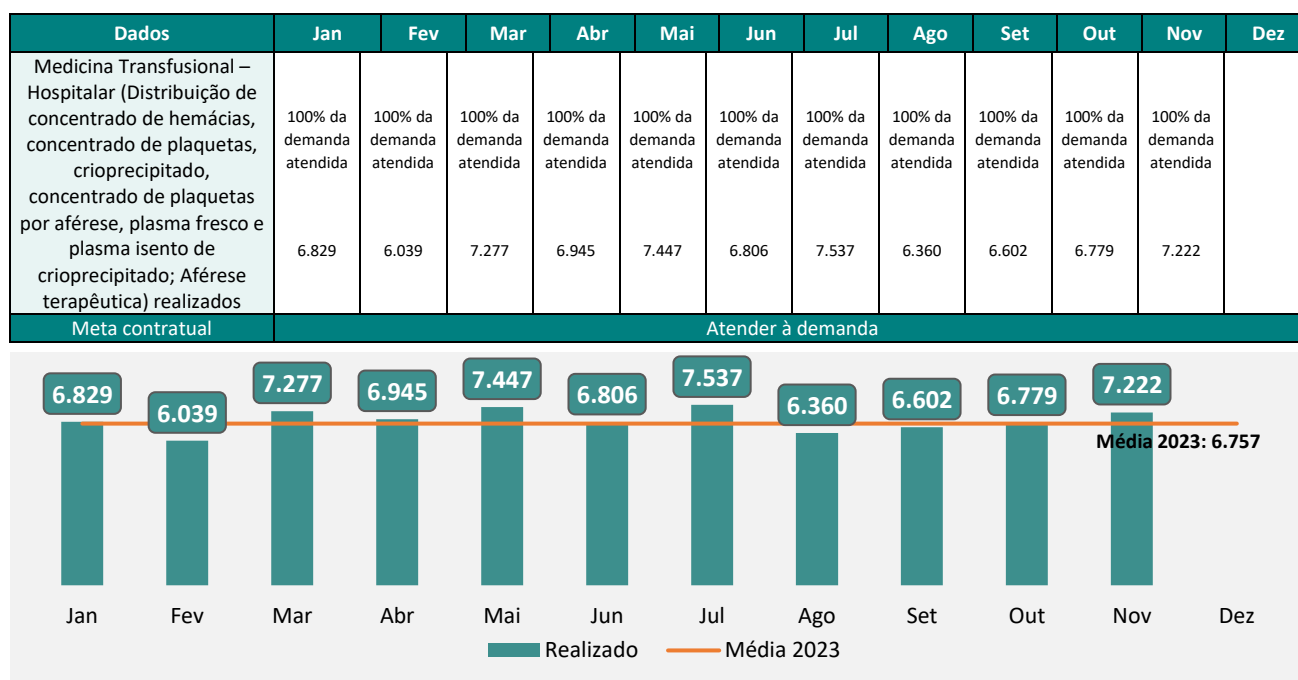 Dados Jan Fev Mar Abr Mai Jun Jul Ago Set Out Nov Dez
Medicina Transfusional –
Hospitalar (Distribuição de
concentrado de hemácias,
concentrado de plaquetas,
crioprecipitado,
concentrado de plaquetas
por aférese, plasma fresco e
plasma isento de
crioprecipitado; Aférese
terapêutica) realizados
100% da 100% da 100% da 100% da 100% da 100% da 100% da 100% da 100% da 100% da 100% da
demanda demanda demanda demanda demanda demanda demanda demanda demanda demanda demanda
atendida atendida atendida atendida atendida atendida atendida atendida atendida atendida atendida
6.829 6.039 7.277 6.945 7.447 6.806 7.537 6.360 6.602 6.779 7.222
Meta contratual Atender à demanda
6.829 6.039 7.277 6.945 7.447 6.806 7.537 6.360 6.602 6.779 7.222
Média 2023: 6.757
Jan Fev Mar Abr Mai Jun Jul Ago Set Out Nov Dez
Realizado Média 2023